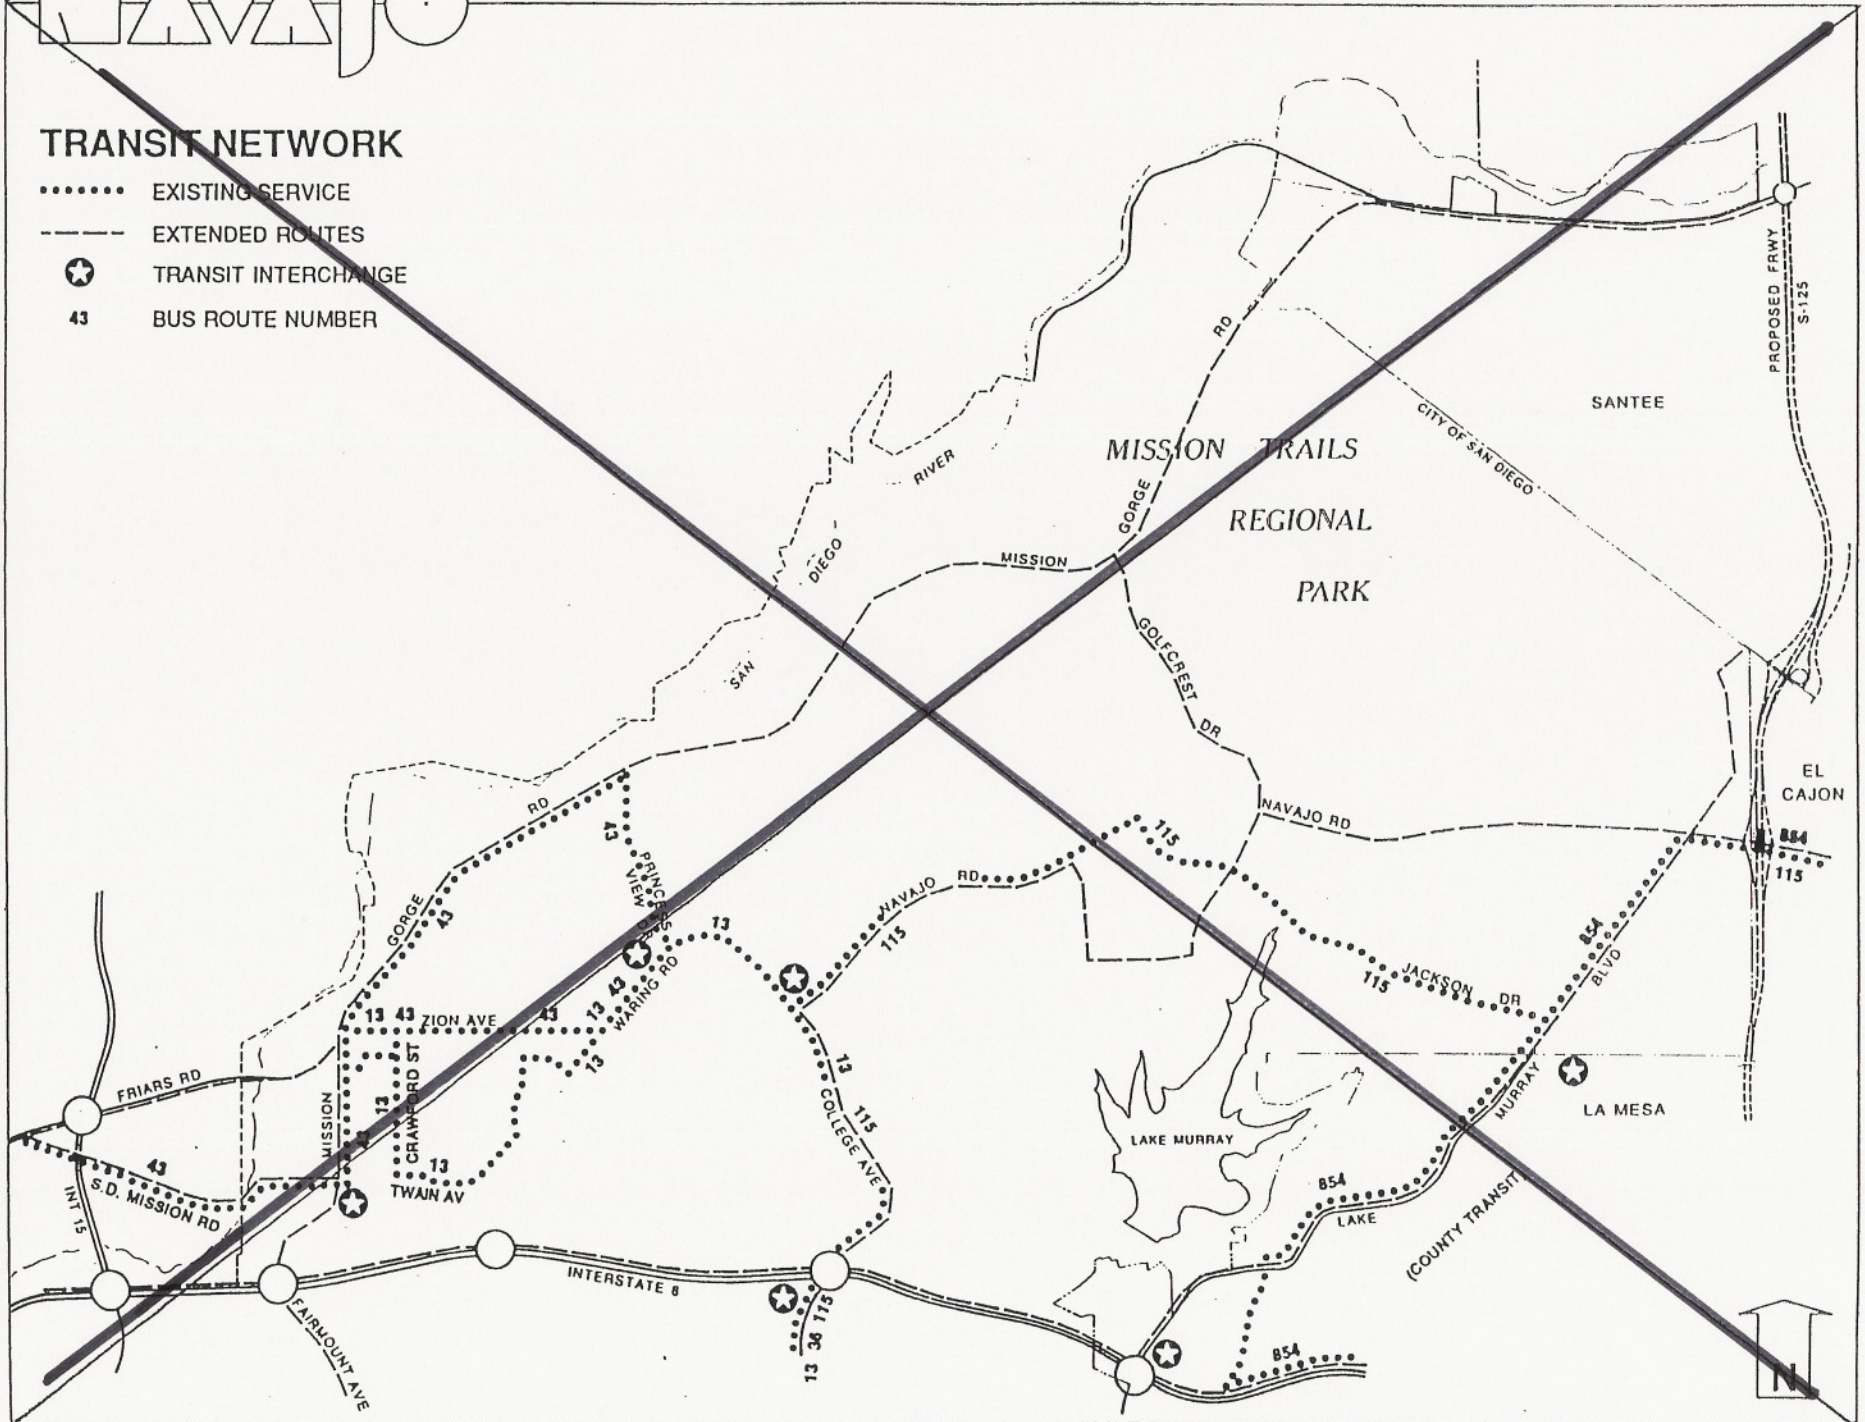 NAVAJO
TRANSIT NETWORK
EXISTING SERVICE
EXTENDED ROUTES
TRANSIT INTERCHANGE
43 BUS ROUTE NUMBER
PROPOSED FRWY
S-125
RD
SANTEE
CITY OF SAN DIEGO
MISSION TRAILS
REGIONAL
PARK
RIVER
GORGE
DIEGO
MISSION
SAN
GOLFCREST
DR
EL
CAJON
RD
NAVAJO RD
43
115
854
115
PRINCESS
VIEW DR
NAVAJO RD
13
GORGE
43
115
854
BLVD
JACKSON DR
115
43
WARING RD
13
13 43 ZION AVE 43
13
CRAWFORD ST
13
FRIARS RD
MISSION
13
43
13
COLLEGE AVE
115
MURRAY
LA MESA
LAKE MURRAY
43
S.D. MISSION RD
13
TWAIN AV
INT 15
854
LAKE
(COUNTY TRANSIT)
INTERSTATE 8
FAIRMOUNT AVE
13 36 115
854
N